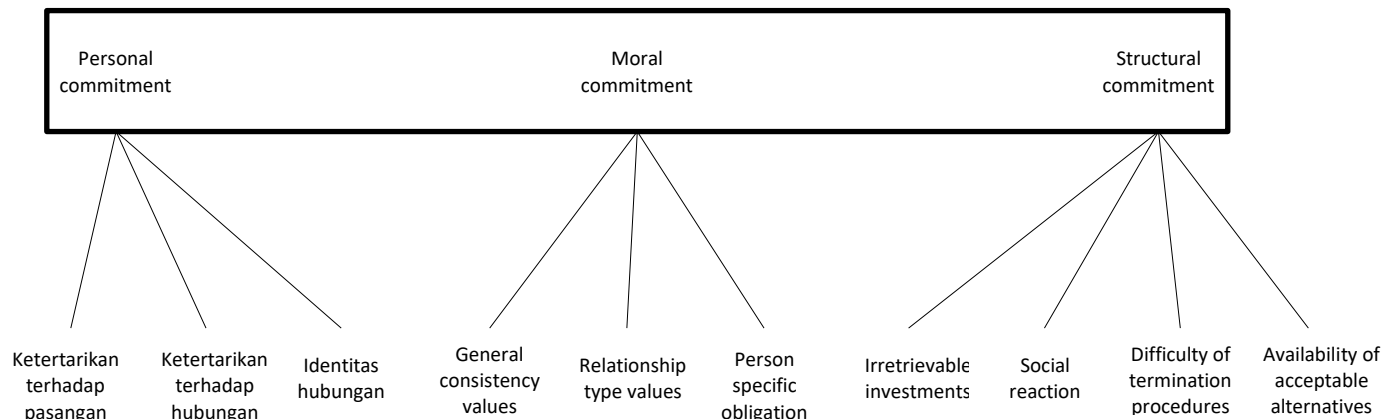 Personal
commitment
Moral
commitment
Structural
commitment
Ketertarikan
terhadap
pasangan
Ketertarikan
terhadap
hubungan
Identitas
hubungan
General
consistency
values
Relationship
type values
Person
specific
obligation
Irretrievable
investments
Social
reaction
Difficulty of
termination
procedures
Availability of
acceptable
alternatives